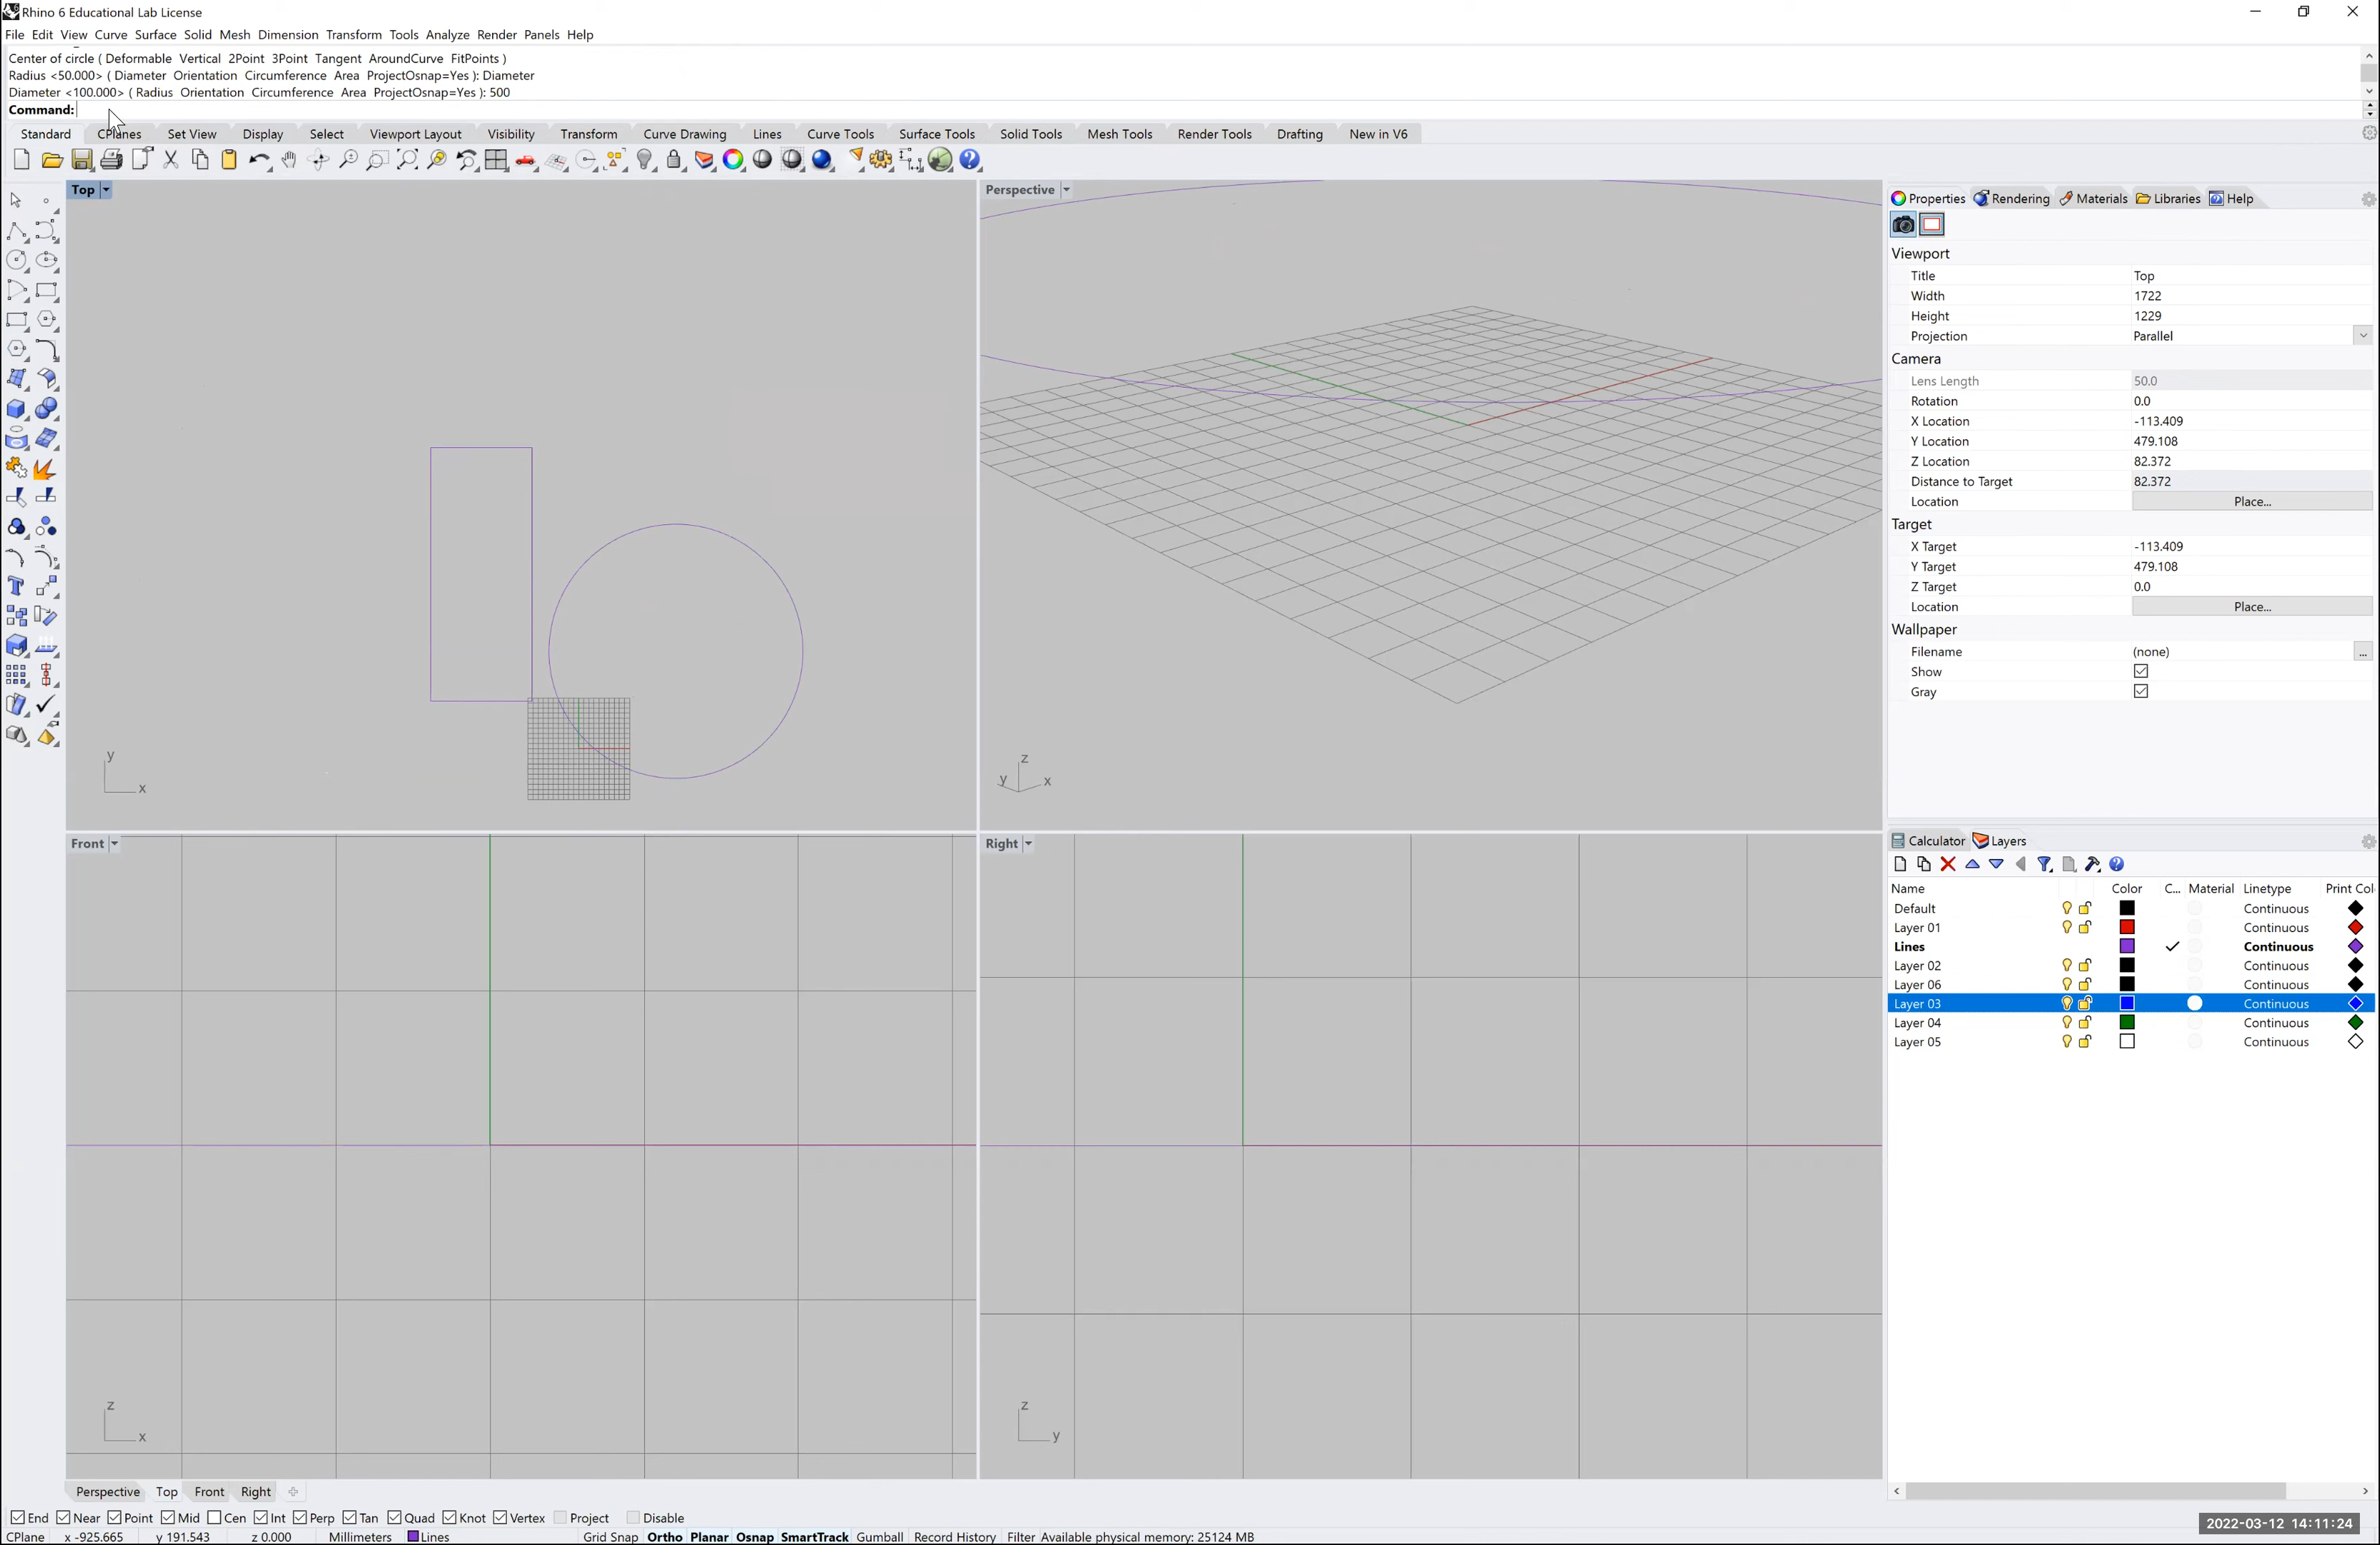 Rhino 6 Educational Lab License
File Edit View Curve Surface Solid Mesh Dimension Transform Tools Analyze Render Panels Help
Center of circle ( Deformable Vertical 2Point 3Point Tangent AroundCurve FitPoints )
Radius <50.000> ( Diameter Orientation Circumference Area ProjectOsnap=Yes ): Diameter
Diameter <100.000> ( Radius Orientation Circumference Area ProjectOsnap=Yes ): 500
Command:
Standard CPlanes Set View Display Select Viewport Layout Visibility Transform Curve Drawing Lines Curve Tools Surface Tools Solid Tools Mesh Tools Render Tools Drafting New in V6
Top Perspective
Properties Rendering Materials Libraries Help
Viewport
Title Top
Width 1722
Height 1229
Projection Parallel
Camera
Lens Length 50.0
Rotation 0.0
X Location -113.409
Y Location 479.108
Z Location 82.372
Distance to Target 82.372
Location Place...
Target
X Target -113.409
Y Target 479.108
Z Target 0.0
Location Place...
Wallpaper
Filename (none) ...
Show
Gray
y
x
z
y x
Front Right
Calculator Layers
Name Color C... Material Linetype Print Col
Default Continuous
Layer 01 Continuous
Lines Continuous
Layer 02 Continuous
Layer 06 Continuous
Layer 03 Continuous
Layer 04 Continuous
Layer 05 Continuous
z
x
z
y
Perspective Top Front Right
End Near Point Mid Cen Int Perp Tan Quad Knot Vertex Project Disable
2022-03-12 14:11:24
CPlane x -925.665 y 191.543 z 0.000 Millimeters Lines Grid Snap Ortho Planar Osnap SmartTrack Gumball Record History Filter Available physical memory: 25124 MB